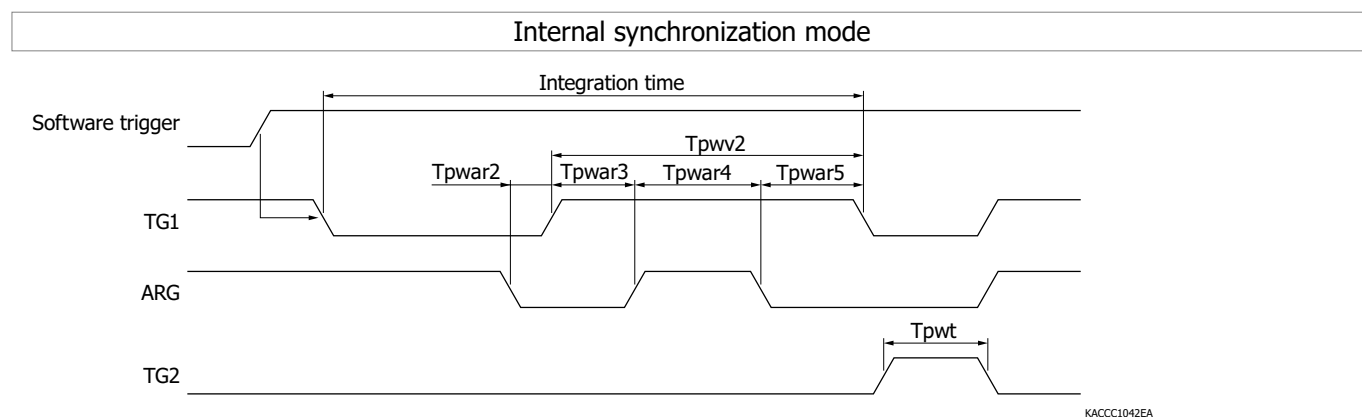 Internal synchronization mode
Integration time
Software trigger
Tpwv2
Tpwar2 Tpwar3 Tpwar4 Tpwar5
TG1
ARG
Tpwt
TG2
KACCC1042EA